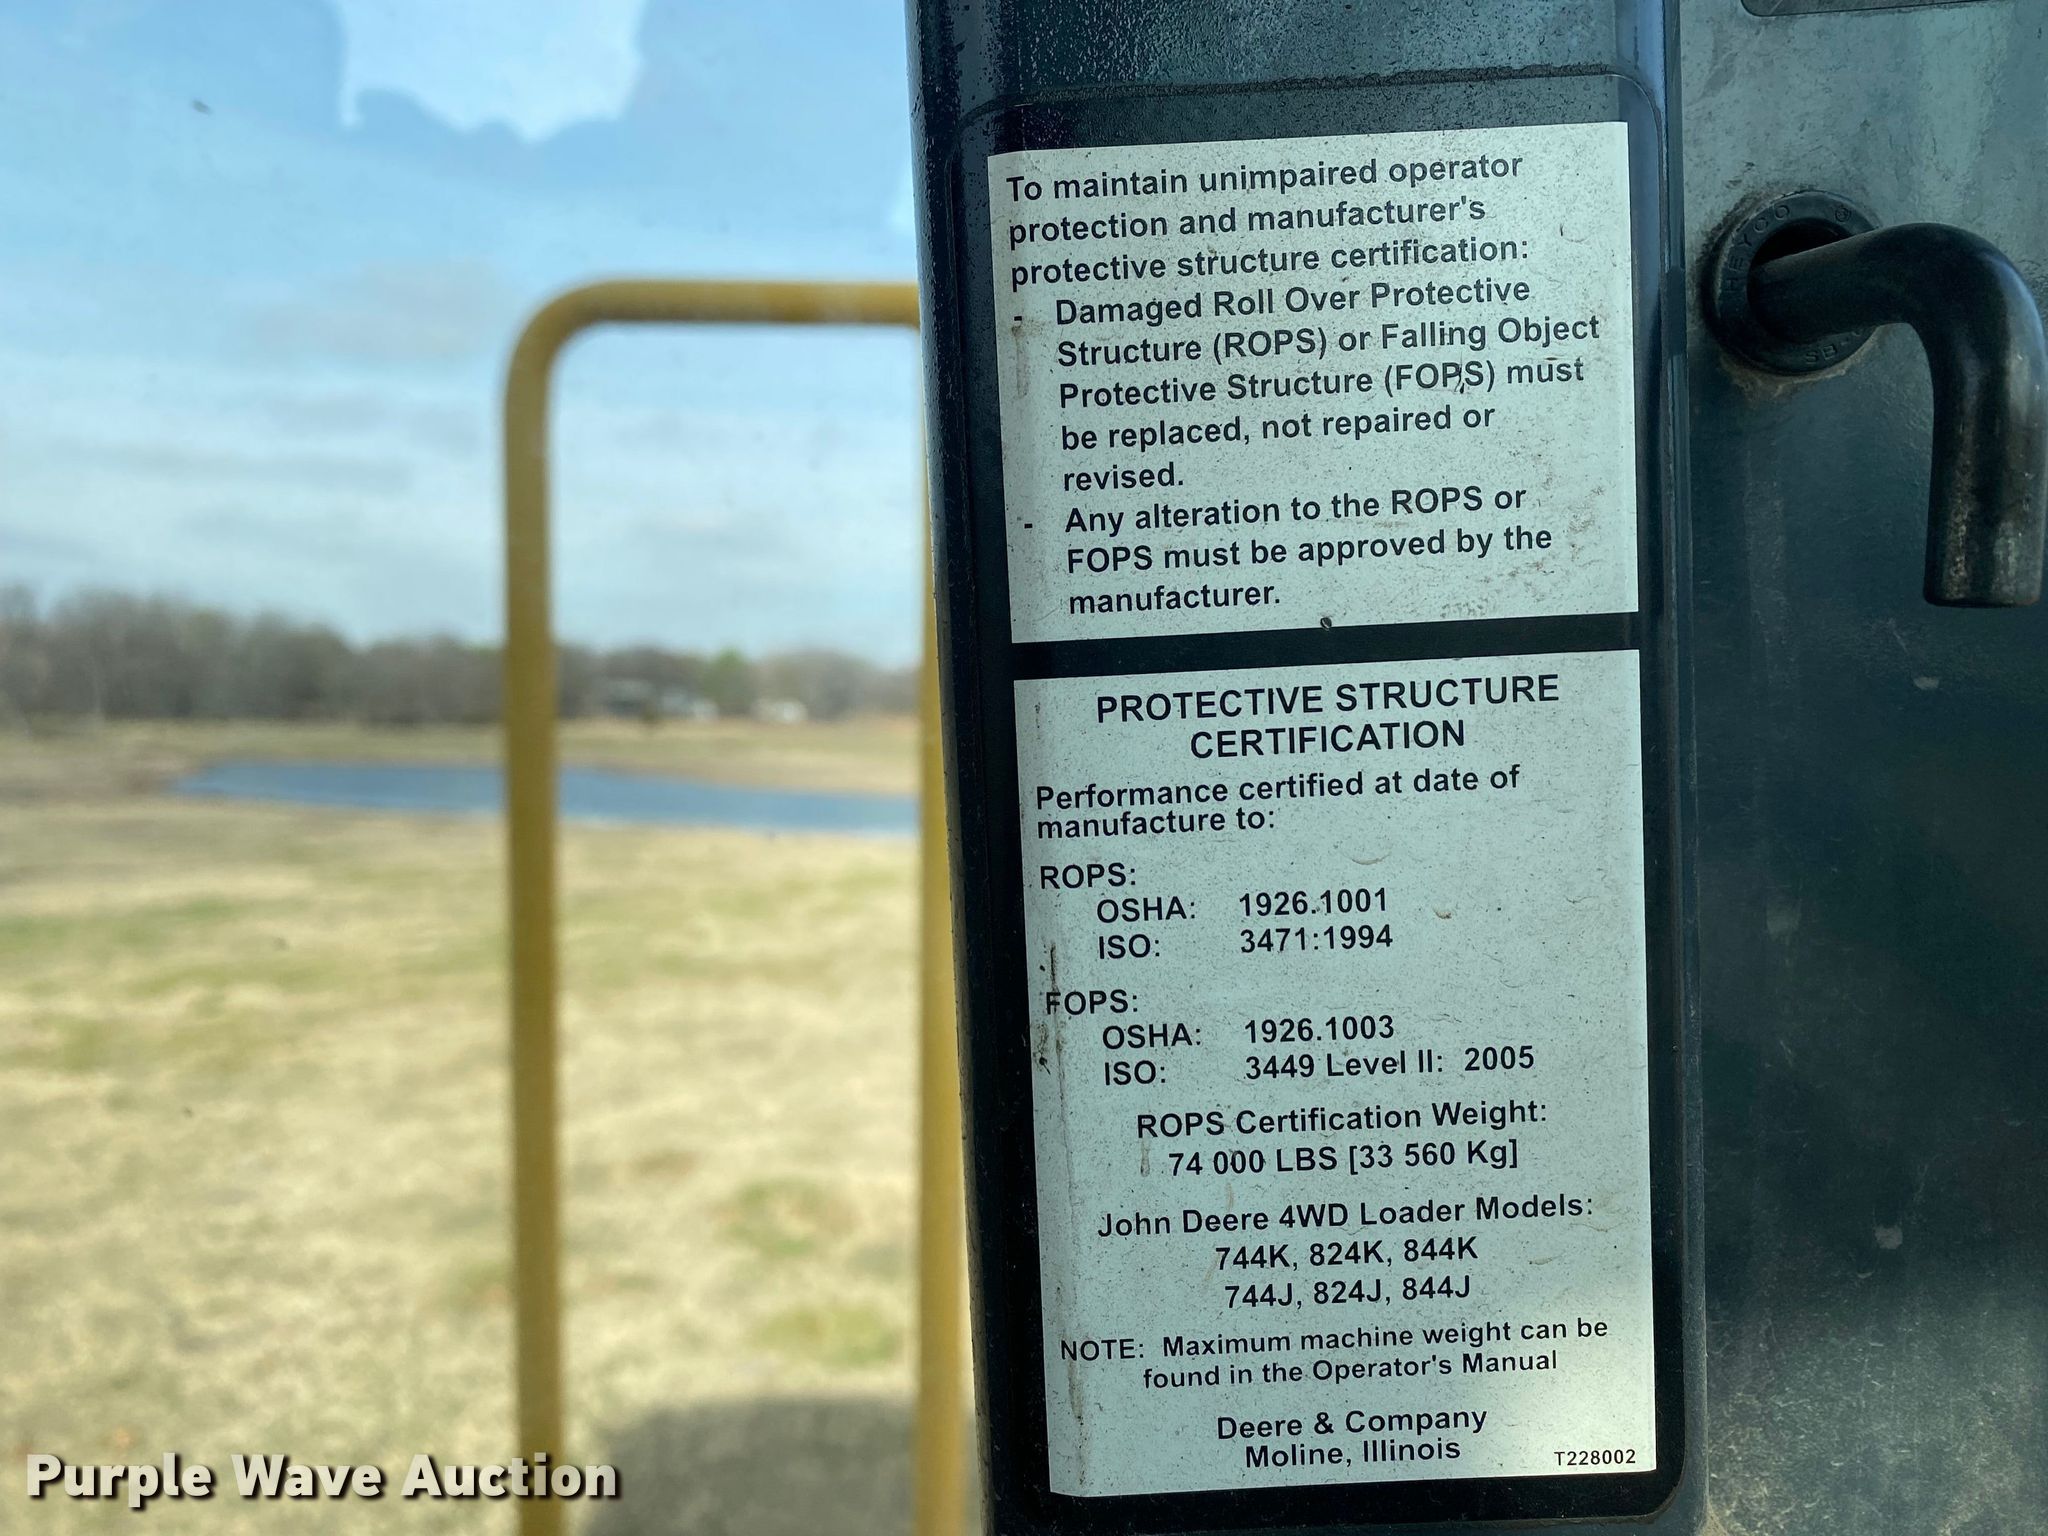 To maintain unimpaired operator
protection and manufacturer's
protective structure certification:
- Damaged Roll Over Protective
Structure (ROPS) or Falling Object
Protective Structure (FOPS) must
be replaced, not repaired or
revised.
- Any alteration to the ROPS or
FOPS must be approved by the
manufacturer.
PROTECTIVE STRUCTURE
CERTIFICATION
Performance certified at date of
manufacture to:
ROPS:
OSHA: 1926.1001
ISO: 3471:1994
FOPS:
OSHA: 1926.1003
ISO: 3449 Level II: 2005
ROPS Certification Weight:
74 000 LBS [33 560 Kg]
John Deere 4WD Loader Models:
744K, 824K, 844K
744J, 824J, 844J
NOTE: Maximum machine weight can be
found in the Operator's Manual
Deere & Company
Moline, Illinois
T228002
HEYCO
Purple Wave Auction